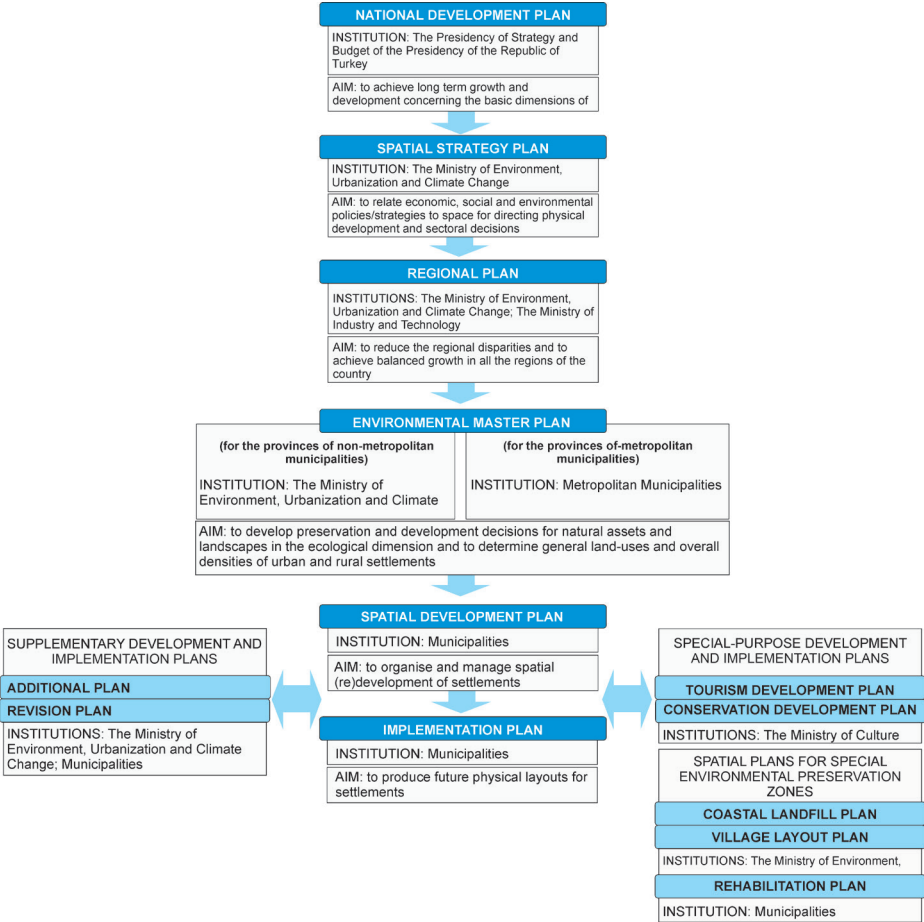 NATIONAL DEVELOPMENT PLAN
INSTITUTION: The Presidency of Strategy and
Budget of the Presidency of the Republic of
Turkey
AIM: to achieve long term growth and
development concerning the basic dimensions of
SPATIAL STRATEGY PLAN
INSTITUTION: The Ministry of Environment,
Urbanization and Climate Change
AIM: to relate economic, social and environmental
policies/strategies to space for directing physical
development and sectoral decisions
REGIONAL PLAN
INSTITUTIONS: The Ministry of Environment,
Urbanization and Climate Change; The Ministry of
Industry and Technology
AIM: to reduce the regional disparities and to
achieve balanced growth in all the regions of the
country
ENVIRONMENTAL MASTER PLAN
(for the provinces of non-metropolitan
municipalities)
INSTITUTION: The Ministry of
Environment, Urbanization and Climate
(for the provinces of-metropolitan
municipalities)
INSTITUTION: Metropolitan Municipalities
AIM: to develop preservation and development decisions for natural assets and
landscapes in the ecological dimension and to determine general land-uses and overall
densities of urban and rural settlements
SUPPLEMENTARY DEVELOPMENT AND
IMPLEMENTATION PLANS
ADDITIONAL PLAN
REVISION PLAN
INSTITUTIONS: The Ministry of
Environment, Urbanization and Climate
Change; Municipalities
SPATIAL DEVELOPMENT PLAN
INSTITUTION: Municipalities
AIM: to organise and manage spatial
(re)development of settlements
IMPLEMENTATION PLAN
INSTITUTION: Municipalities
AIM: to produce future physical layouts for
settlements
SPECIAL-PURPOSE DEVELOPMENT
AND IMPLEMENTATION PLANS
TOURISM DEVELOPMENT PLAN
CONSERVATION DEVELOPMENT PLAN
INSTITUTIONS: The Ministry of Culture
SPATIAL PLANS FOR SPECIAL
ENVIRONMENTAL PRESERVATION
ZONES
COASTAL LANDFILL PLAN
VILLAGE LAYOUT PLAN
INSTITUTIONS: The Ministry of Environment,
REHABILITATION PLAN
INSTITUTION: Municipalities